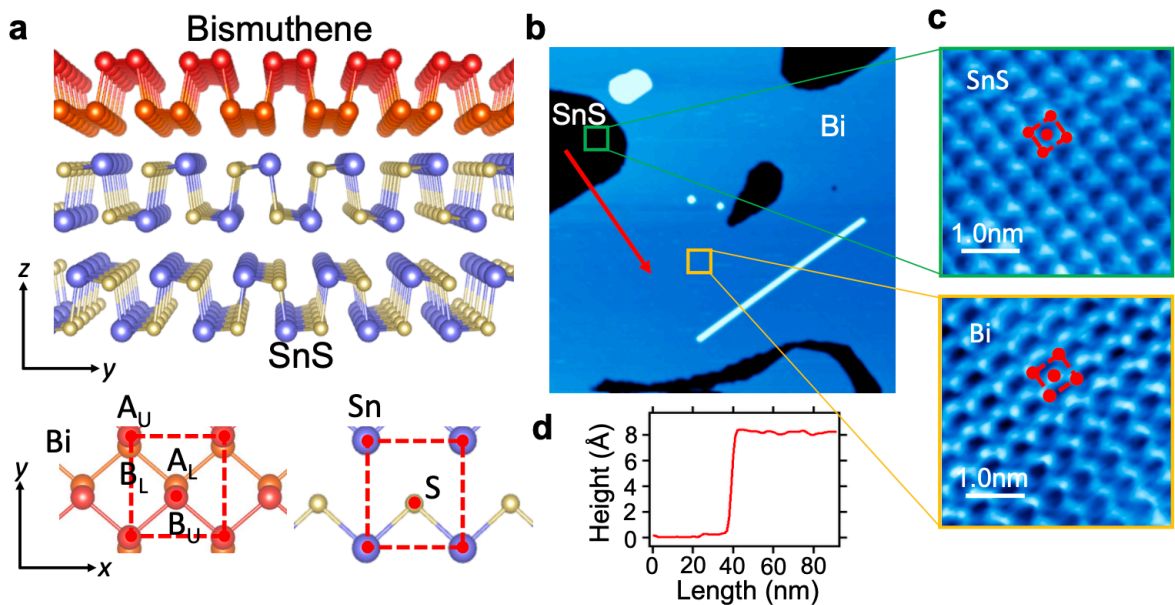 a
Bismuthene
z
y
SnS
Bi
A_U
B_L
A_L
B_U
y
x
Sn
S
b
SnS
Bi
c
SnS
1.0nm
Bi
1.0nm
d
Height (Å)
8
6
4
2
0
0 20 40 60 80
Length (nm)